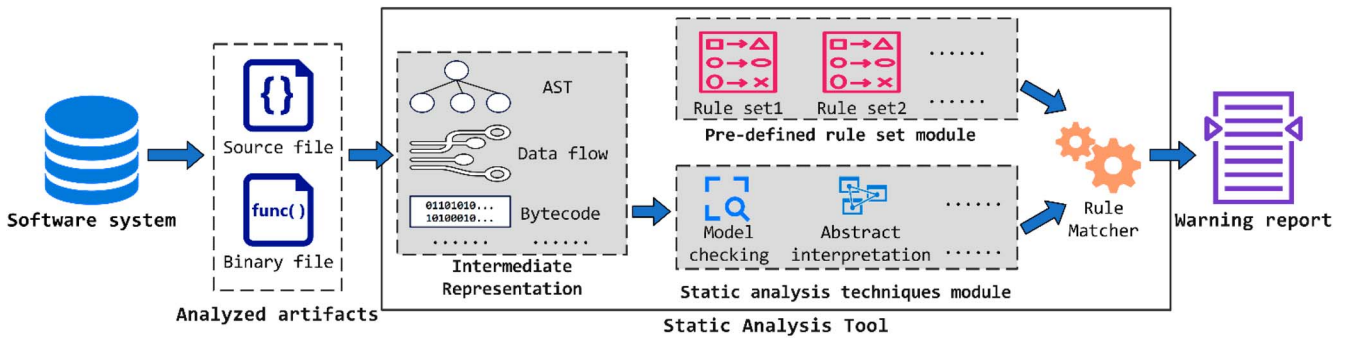 Software system
{}
Source file
func()
Binary file
Analyzed artifacts
AST
Data flow
01101010...
10100010...
Bytecode
...... ......
Intermediate
Representation
Rule set1
Rule set2
......
......
Pre-defined rule set module
Model
checking
Abstract
interpretation
......
......
Static analysis techniques module
Static Analysis Tool
Rule
Matcher
Warning report